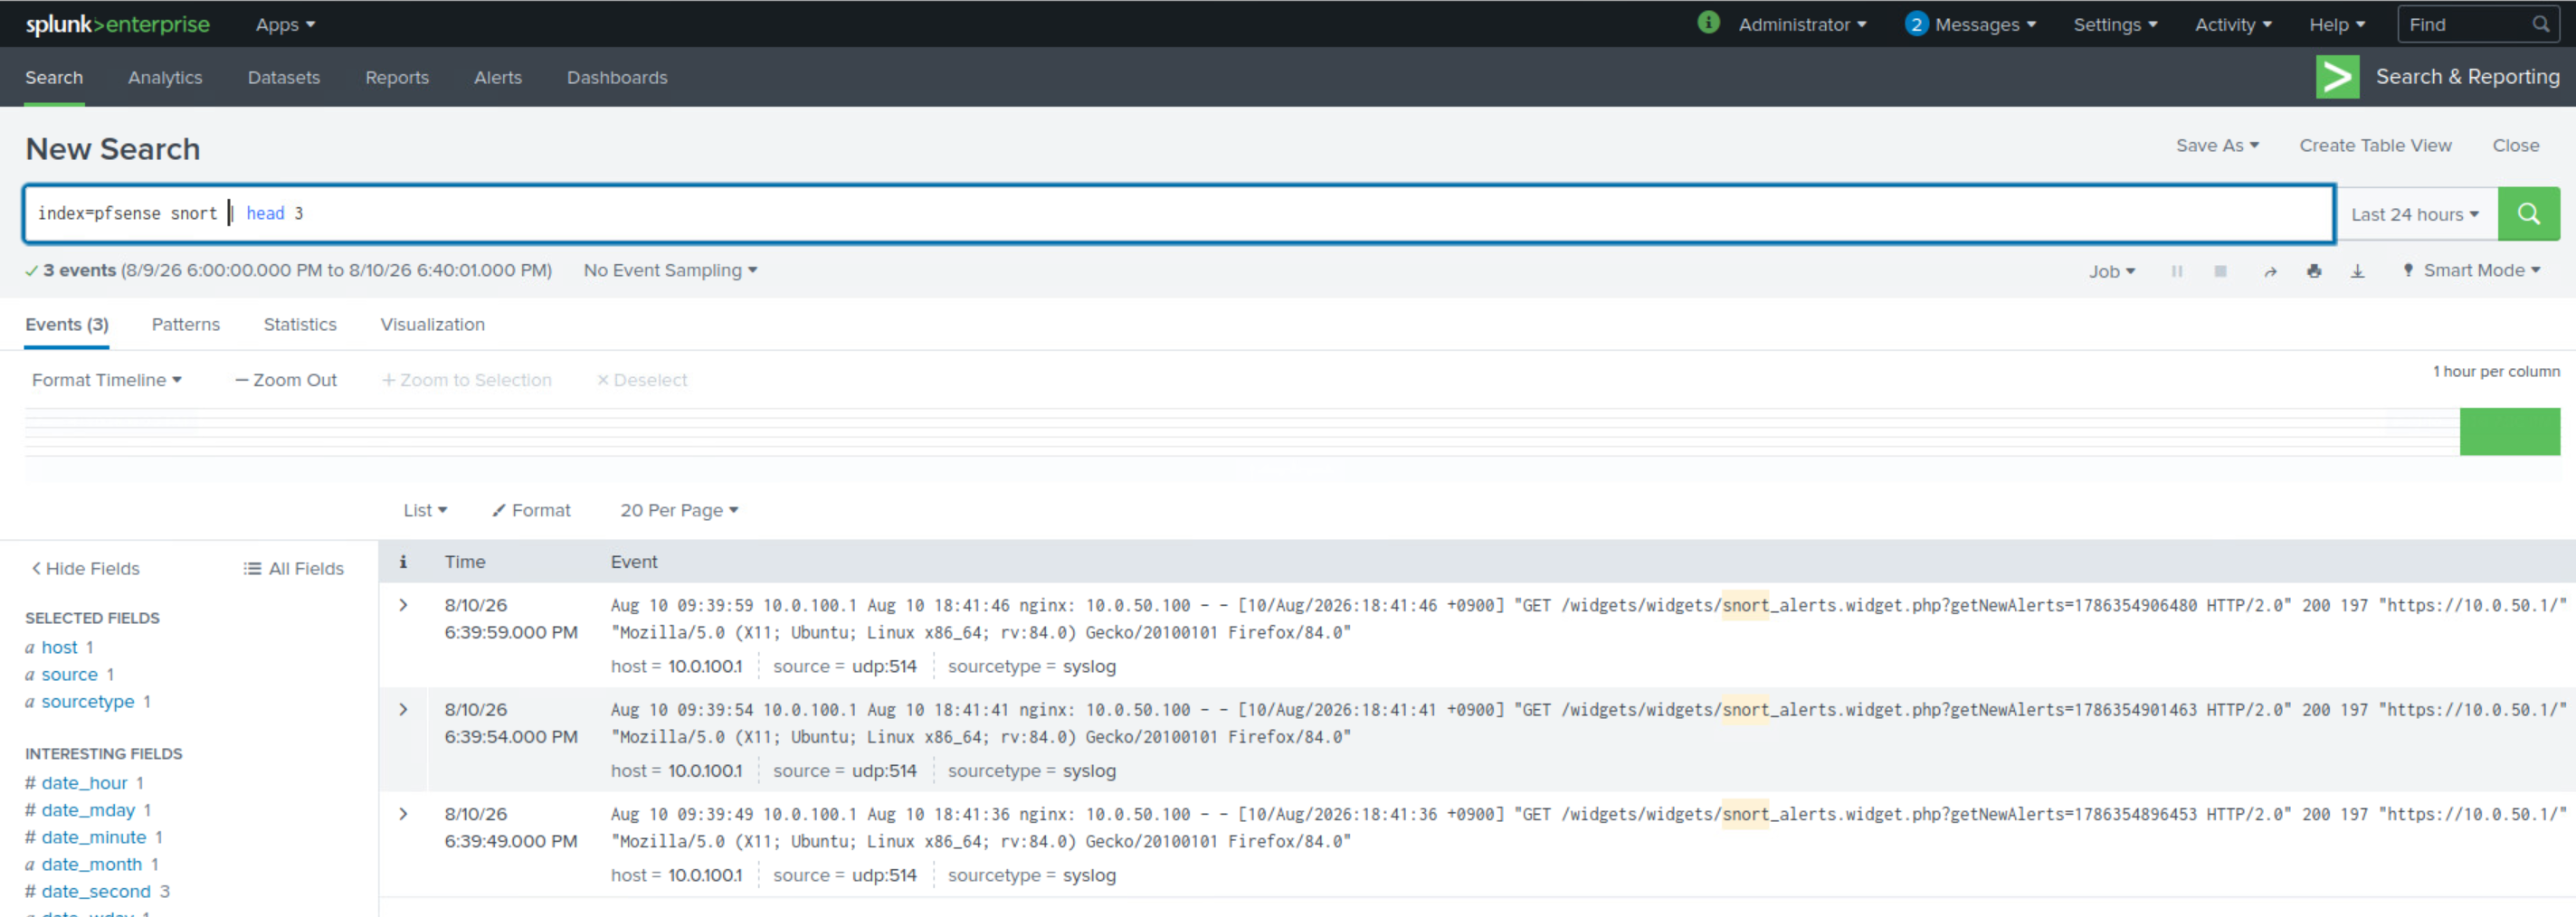 splunk>enterprise Apps Administrator 2 Messages Settings Activity Help Find
Search Analytics Datasets Reports Alerts Dashboards Search & Reporting
New Search Save As Create Table View Close
index=pfsense snort | head 3 Last 24 hours
3 events (8/9/26 6:00:00.000 PM to 8/10/26 6:40:01.000 PM) No Event Sampling Job Smart Mode
Events (3) Patterns Statistics Visualization
Format Timeline — Zoom Out + Zoom to Selection × Deselect 1 hour per column
List Format 20 Per Page
< Hide Fields All Fields
SELECTED FIELDS
a host 1
a source 1
a sourcetype 1
INTERESTING FIELDS
# date_hour 1
# date_mday 1
# date_minute 1
a date_month 1
# date_second 3
a date_wday 1
i Time Event
8/10/26 Aug 10 09:39:59 10.0.100.1 Aug 10 18:41:46 nginx: 10.0.50.100 - - [10/Aug/2026:18:41:46 +0900] "GET /widgets/widgets/snort_alerts.widget.php?getNewAlerts=1786354906480 HTTP/2.0" 200 197 "https://10.0.50.1/"
6:39:59.000 PM "Mozilla/5.0 (X11; Ubuntu; Linux x86_64; rv:84.0) Gecko/20100101 Firefox/84.0"
host = 10.0.100.1 source = udp:514 sourcetype = syslog
8/10/26 Aug 10 09:39:54 10.0.100.1 Aug 10 18:41:41 nginx: 10.0.50.100 - - [10/Aug/2026:18:41:41 +0900] "GET /widgets/widgets/snort_alerts.widget.php?getNewAlerts=1786354901463 HTTP/2.0" 200 197 "https://10.0.50.1/"
6:39:54.000 PM "Mozilla/5.0 (X11; Ubuntu; Linux x86_64; rv:84.0) Gecko/20100101 Firefox/84.0"
host = 10.0.100.1 source = udp:514 sourcetype = syslog
8/10/26 Aug 10 09:39:49 10.0.100.1 Aug 10 18:41:36 nginx: 10.0.50.100 - - [10/Aug/2026:18:41:36 +0900] "GET /widgets/widgets/snort_alerts.widget.php?getNewAlerts=1786354896453 HTTP/2.0" 200 197 "https://10.0.50.1/"
6:39:49.000 PM "Mozilla/5.0 (X11; Ubuntu; Linux x86_64; rv:84.0) Gecko/20100101 Firefox/84.0"
host = 10.0.100.1 source = udp:514 sourcetype = syslog